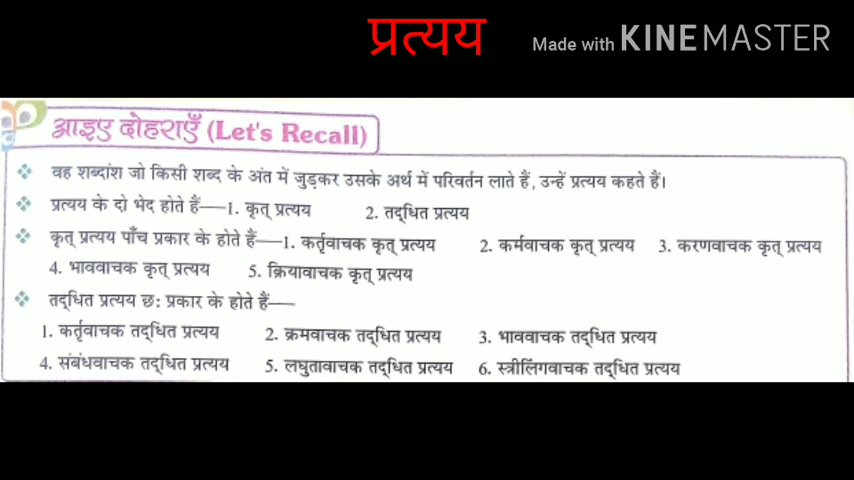 प्रत्यय
Made with KINEMASTER
आइए दोहराएँ (Let's Recall)
वह शब्दांश जो किसी शब्द के अंत में जुड़कर उसके अर्थ में परिवर्तन लाते हैं, उन्हें प्रत्यय कहते हैं।
प्रत्यय के दो भेद होते हैं—1. कृत् प्रत्यय 2. तद्धित प्रत्यय
कृत् प्रत्यय पाँच प्रकार के होते हैं—1. कर्तृवाचक कृत् प्रत्यय 2. कर्मवाचक कृत् प्रत्यय 3. करणवाचक कृत् प्रत्यय
4. भाववाचक कृत् प्रत्यय 5. क्रियावाचक कृत् प्रत्यय
तद्धित प्रत्यय छः प्रकार के होते हैं—
1. कर्तृवाचक तद्धित प्रत्यय 2. क्रमवाचक तद्धित प्रत्यय 3. भाववाचक तद्धित प्रत्यय
4. संबंधवाचक तद्धित प्रत्यय 5. लघुतावाचक तद्धित प्रत्यय 6. स्त्रीलिंगवाचक तद्धित प्रत्यय